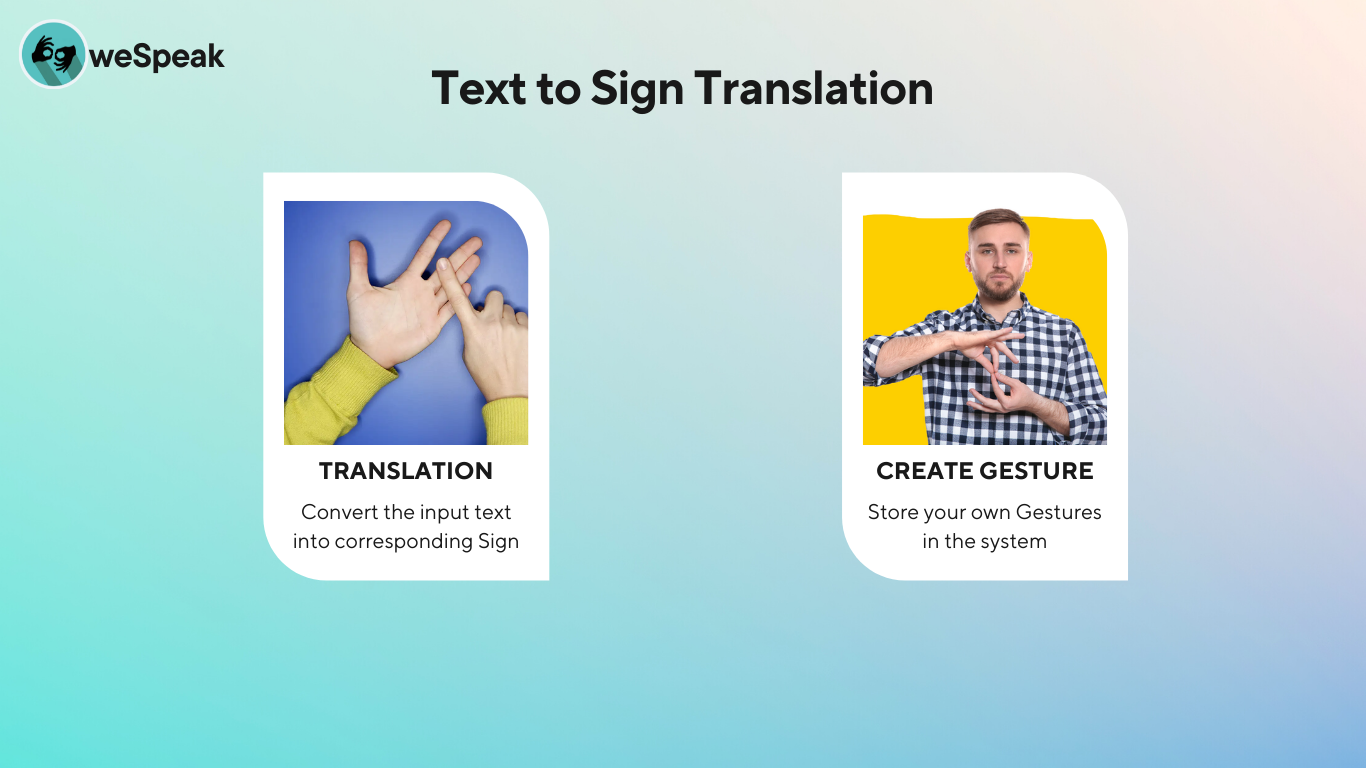 weSpeak
Text to Sign Translation
TRANSLATION
Convert the input text
into corresponding Sign
CREATE GESTURE
Store your own Gestures
in the system